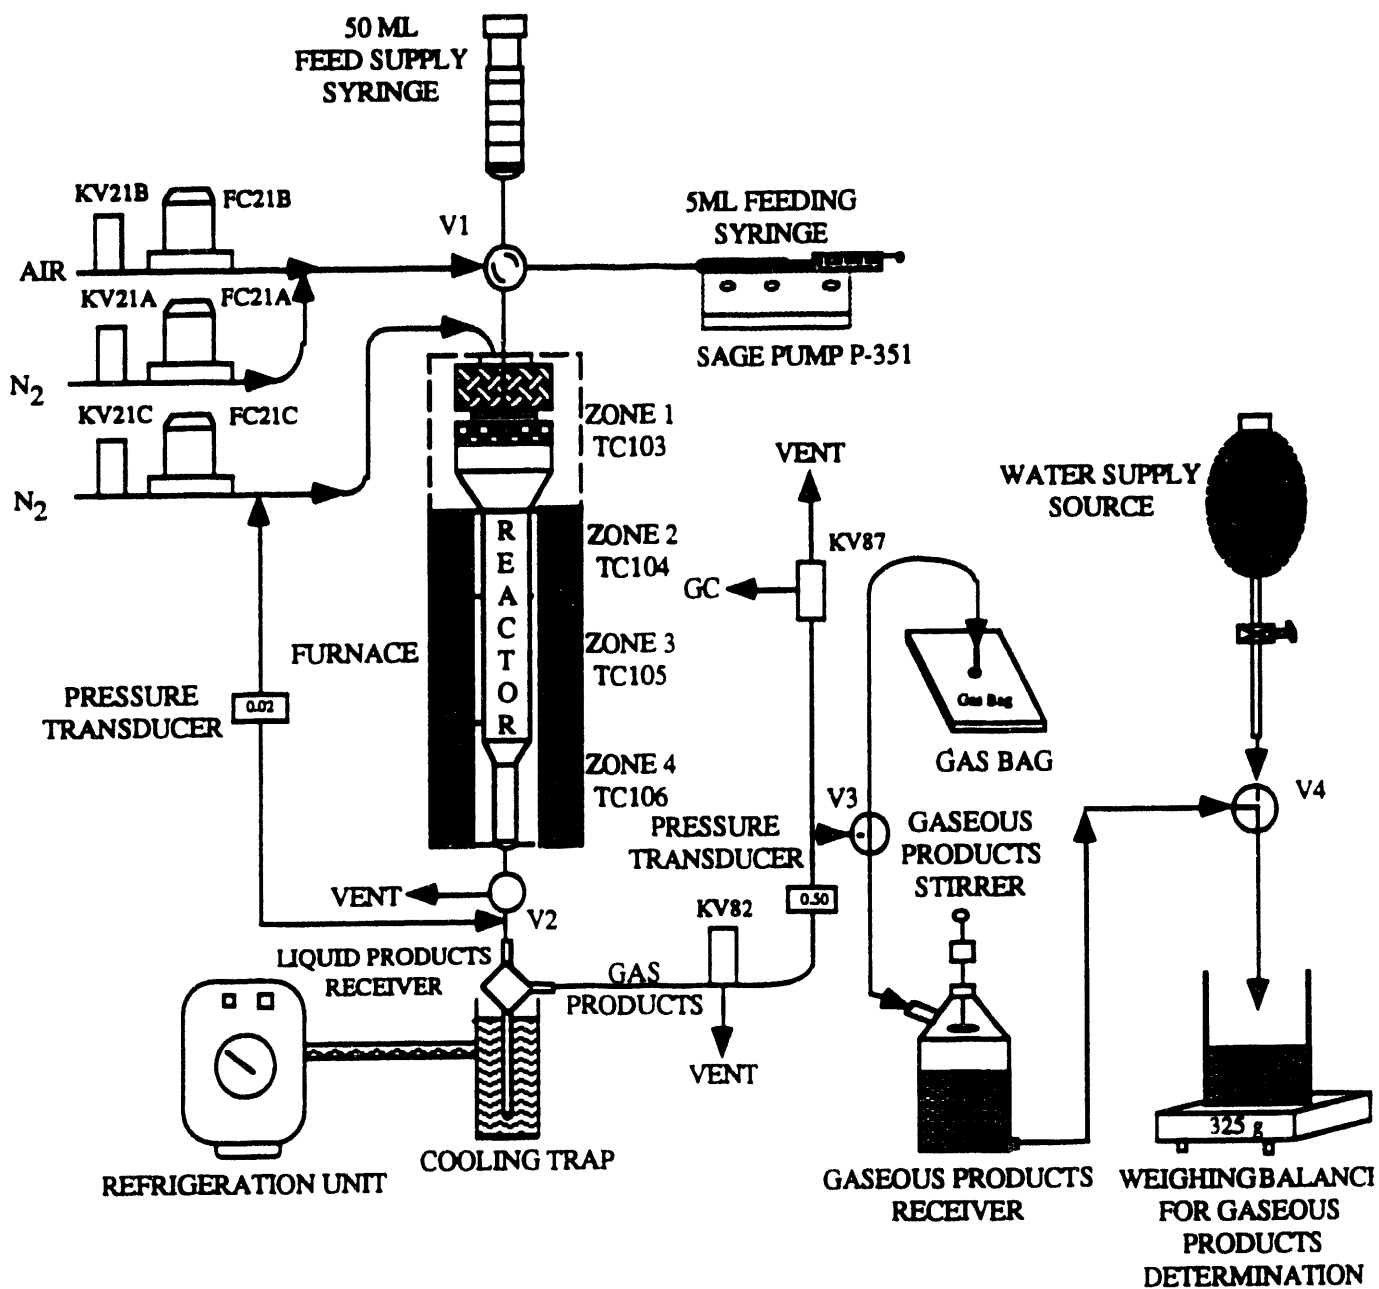 50 ML
FEED SUPPLY
SYRINGE
KV21B
FC21B
V1
5ML FEEDING
SYRINGE
AIR
KV21A
FC21A
SAGE PUMP P-351
N2
KV21C
FC21C
ZONE 1
TC103
N2
VENT
WATER SUPPLY
SOURCE
REACTOR
ZONE 2
TC104
KV87
GC
FURNACE
ZONE 3
TC105
PRESSURE
TRANSDUCER
0.02
Gas Bag
GAS BAG
ZONE 4
TC106
V3
V4
PRESSURE
TRANSDUCER
GASEOUS
PRODUCTS
STIRRER
VENT
V2
0.50
KV82
LIQUID PRODUCTS
RECEIVER
GAS
PRODUCTS
VENT
325 g
COOLING TRAP
REFRIGERATION UNIT
GASEOUS PRODUCTS
RECEIVER
WEIGHING BALANC
FOR GASEOUS
PRODUCTS
DETERMINATION